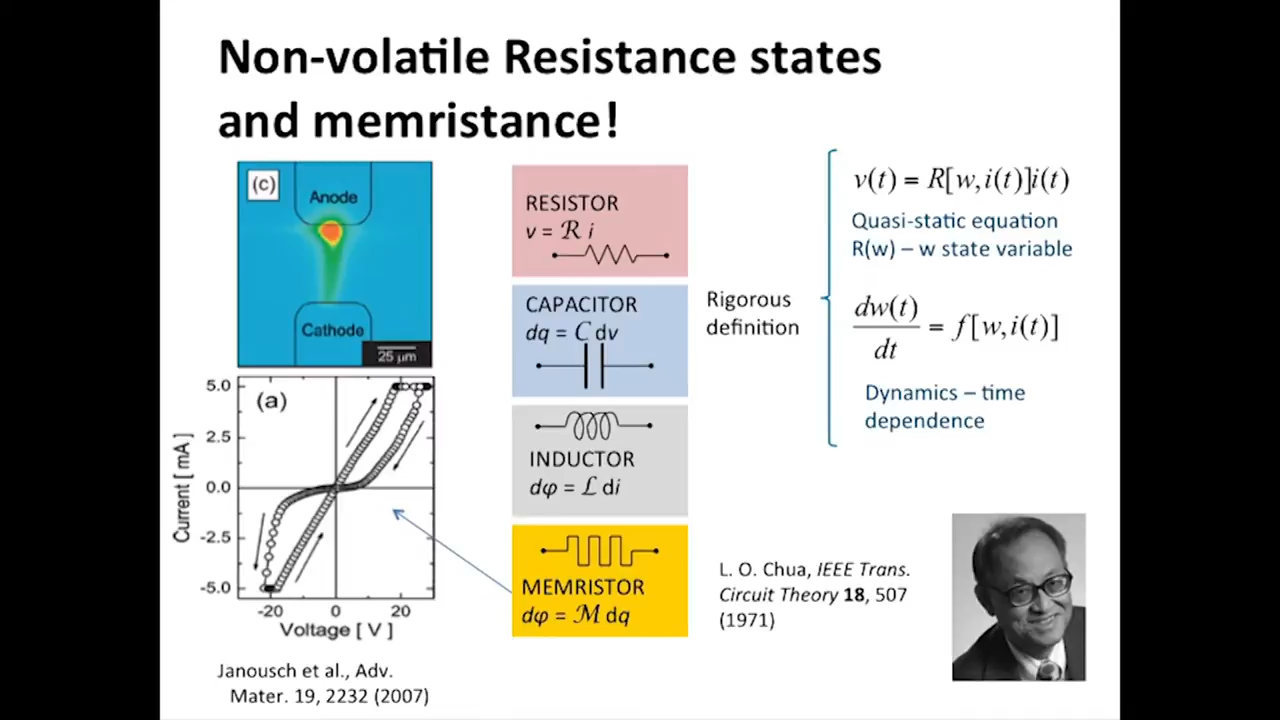 Non-volatile Resistance states
and memristance!
(c)
Anode
Cathode
25 μm
(a)
5.0
2.5
0.0
-2.5
-5.0
Current [ mA ]
-20
0
20
Voltage [ V ]
Janousch et al., Adv.
Mater. 19, 2232 (2007)
RESISTOR
v = ℛ i
CAPACITOR
dq = C dv
INDUCTOR
dφ = ℒ di
MEMRISTOR
dφ = ℳ dq
Rigorous
definition
v(t) = R[w,i(t)]i(t)
Quasi-static equation
R(w) – w state variable
dw(t)/dt = f[w,i(t)]
Dynamics – time
dependence
L. O. Chua, IEEE Trans.
Circuit Theory 18, 507
(1971)